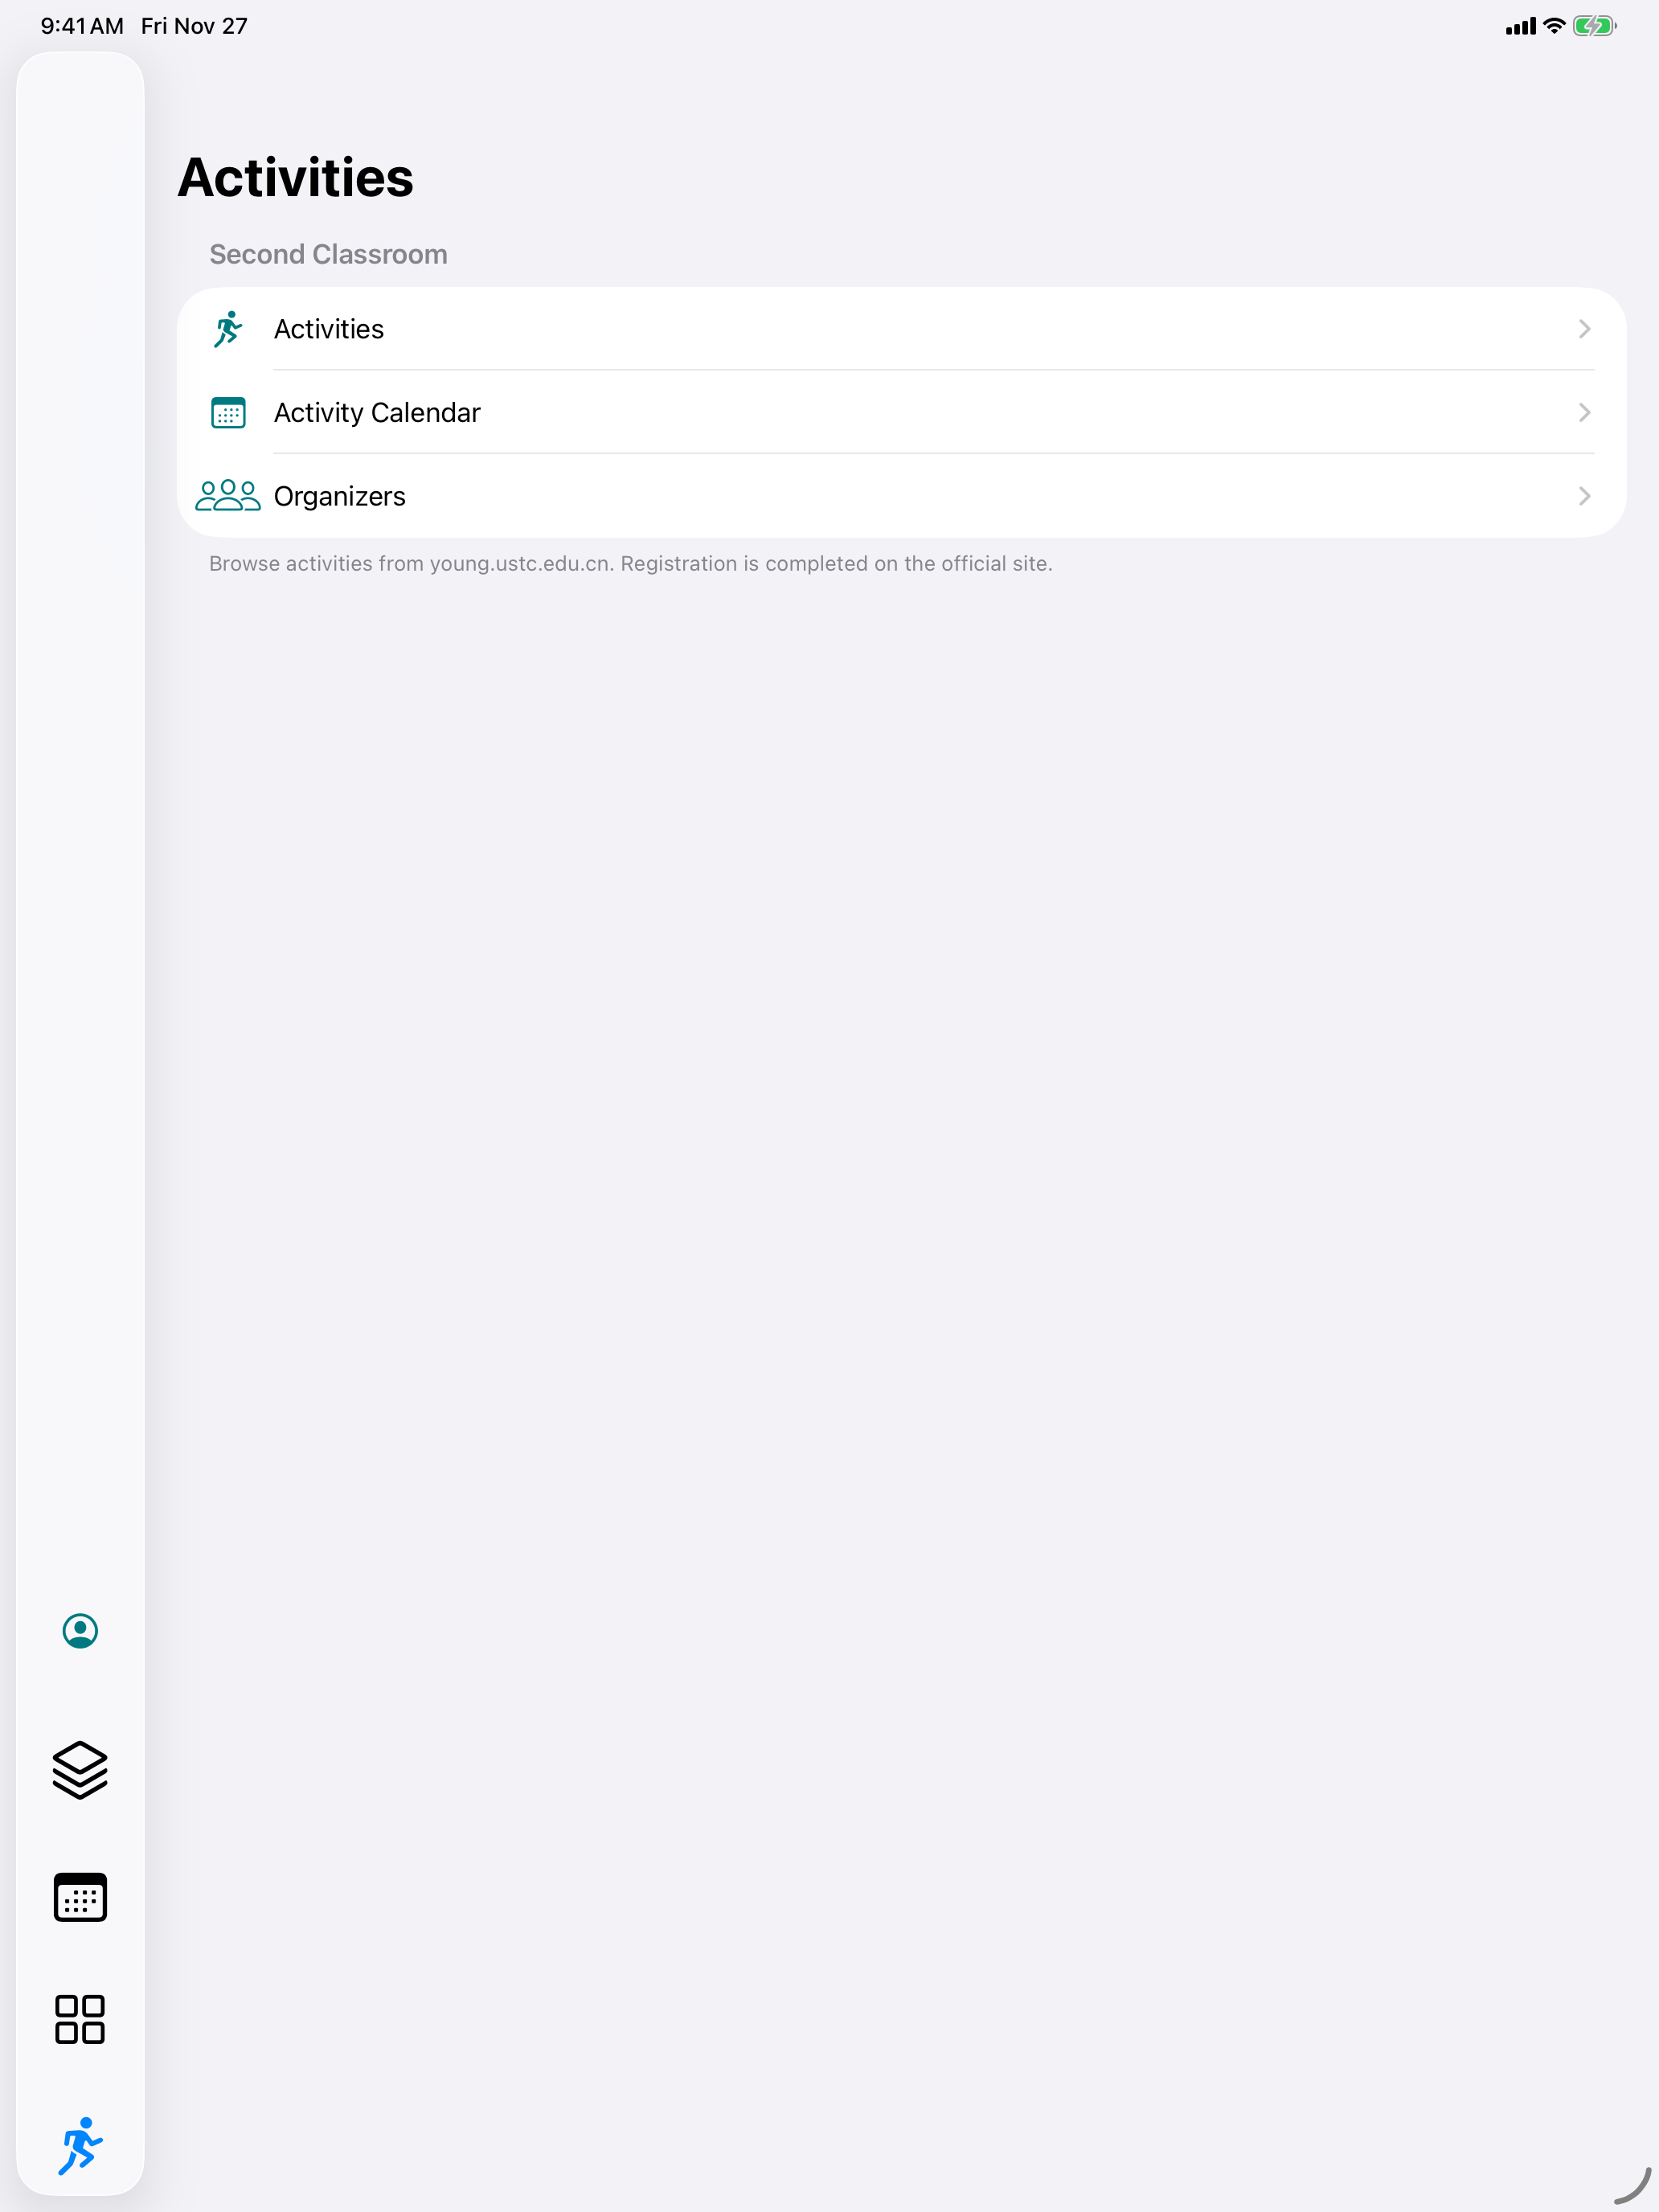 9:41 AM Fri Nov 27
Activities
Second Classroom
Activities
Activity Calendar
Organizers
Browse activities from young.ustc.edu.cn. Registration is completed on the official site.